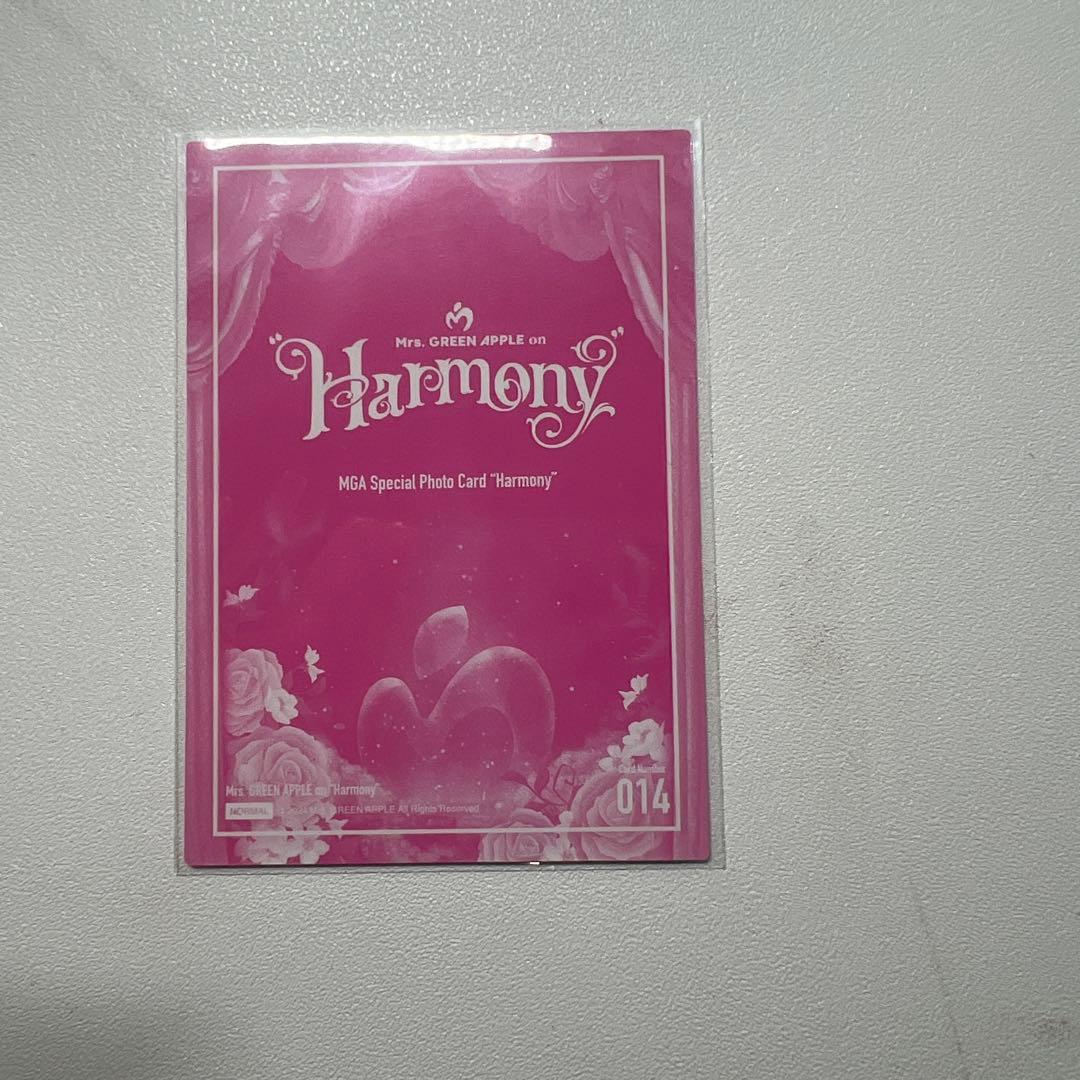 Mrs. GREEN APPLE on
"Harmony"
MGA Special Photo Card "Harmony"
Card Number
014
Mrs. GREEN APPLE on "Harmony"
NORMAL GREEN APPLE All Rights Reserved